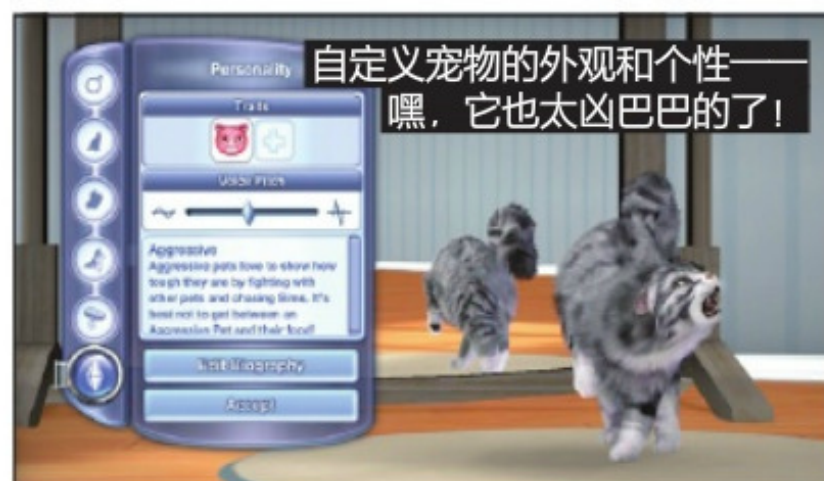 自定义宠物的外观和个性——
嘿，它也太凶巴巴的了！
Personality
Traits
Voice Pitch
Aggressive
Aggressive pets love to show how
tough they are by fighting with
other pets and chasing Sims. It's
best not to get between an
Aggressive Pet and their food!
Edit Biography
Accept